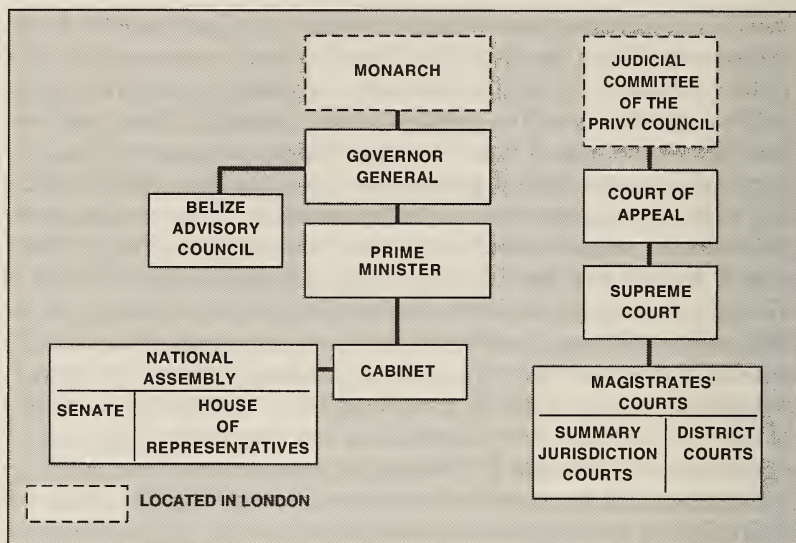 MONARCH
GOVERNOR
GENERAL
BELIZE
ADVISORY
COUNCIL
PRIME
MINISTER
CABINET
NATIONAL
ASSEMBLY
SENATE
HOUSE
OF
REPRESENTATIVES
JUDICIAL
COMMITTEE
OF THE
PRIVY COUNCIL
COURT OF
APPEAL
SUPREME
COURT
MAGISTRATES'
COURTS
SUMMARY
JURISDICTION
COURTS
DISTRICT
COURTS
LOCATED IN LONDON